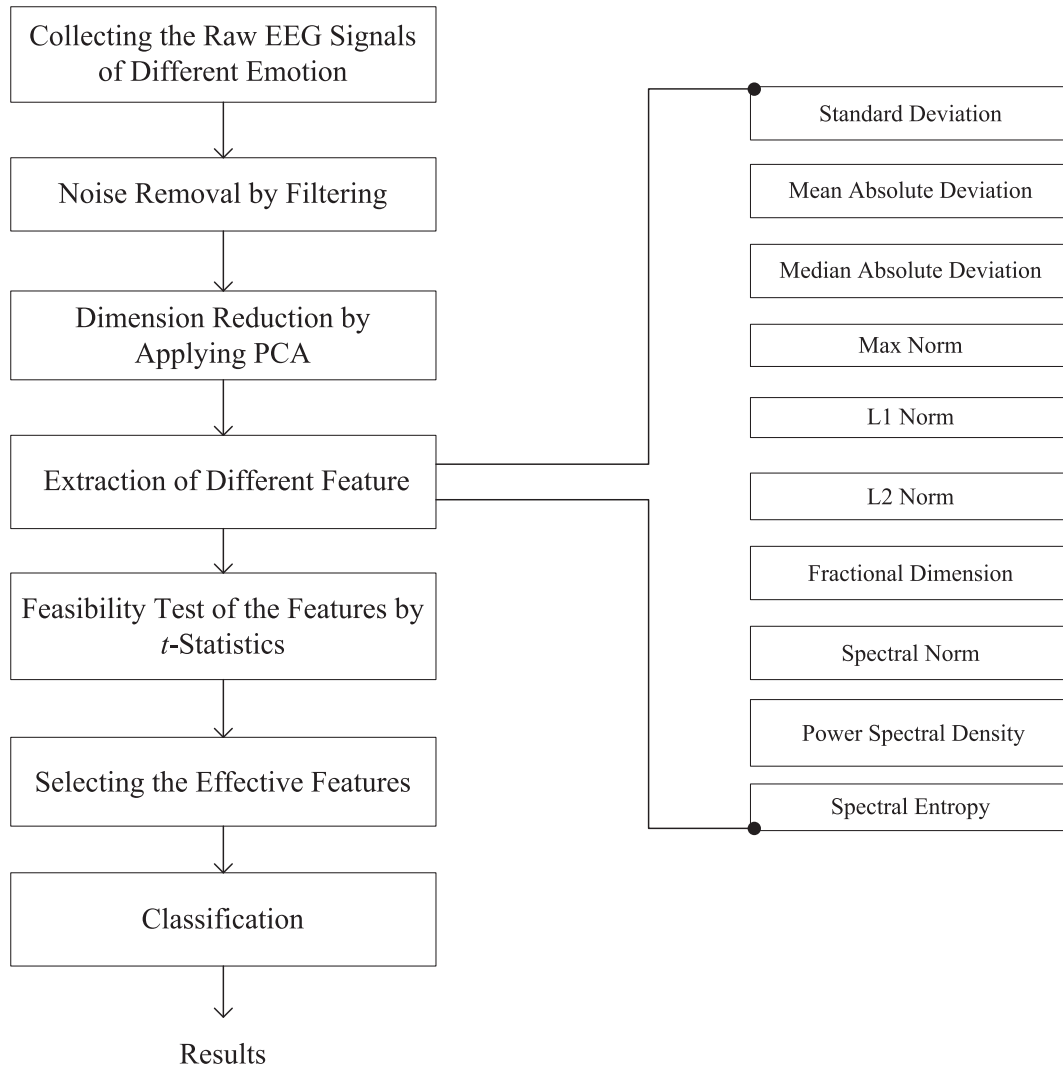 Collecting the Raw EEG Signals
of Different Emotion
Noise Removal by Filtering
Dimension Reduction by
Applying PCA
Extraction of Different Feature
Feasibility Test of the Features by
t-Statistics
Selecting the Effective Features
Classification
Results
Standard Deviation
Mean Absolute Deviation
Median Absolute Deviation
Max Norm
L1 Norm
L2 Norm
Fractional Dimension
Spectral Norm
Power Spectral Density
Spectral Entropy